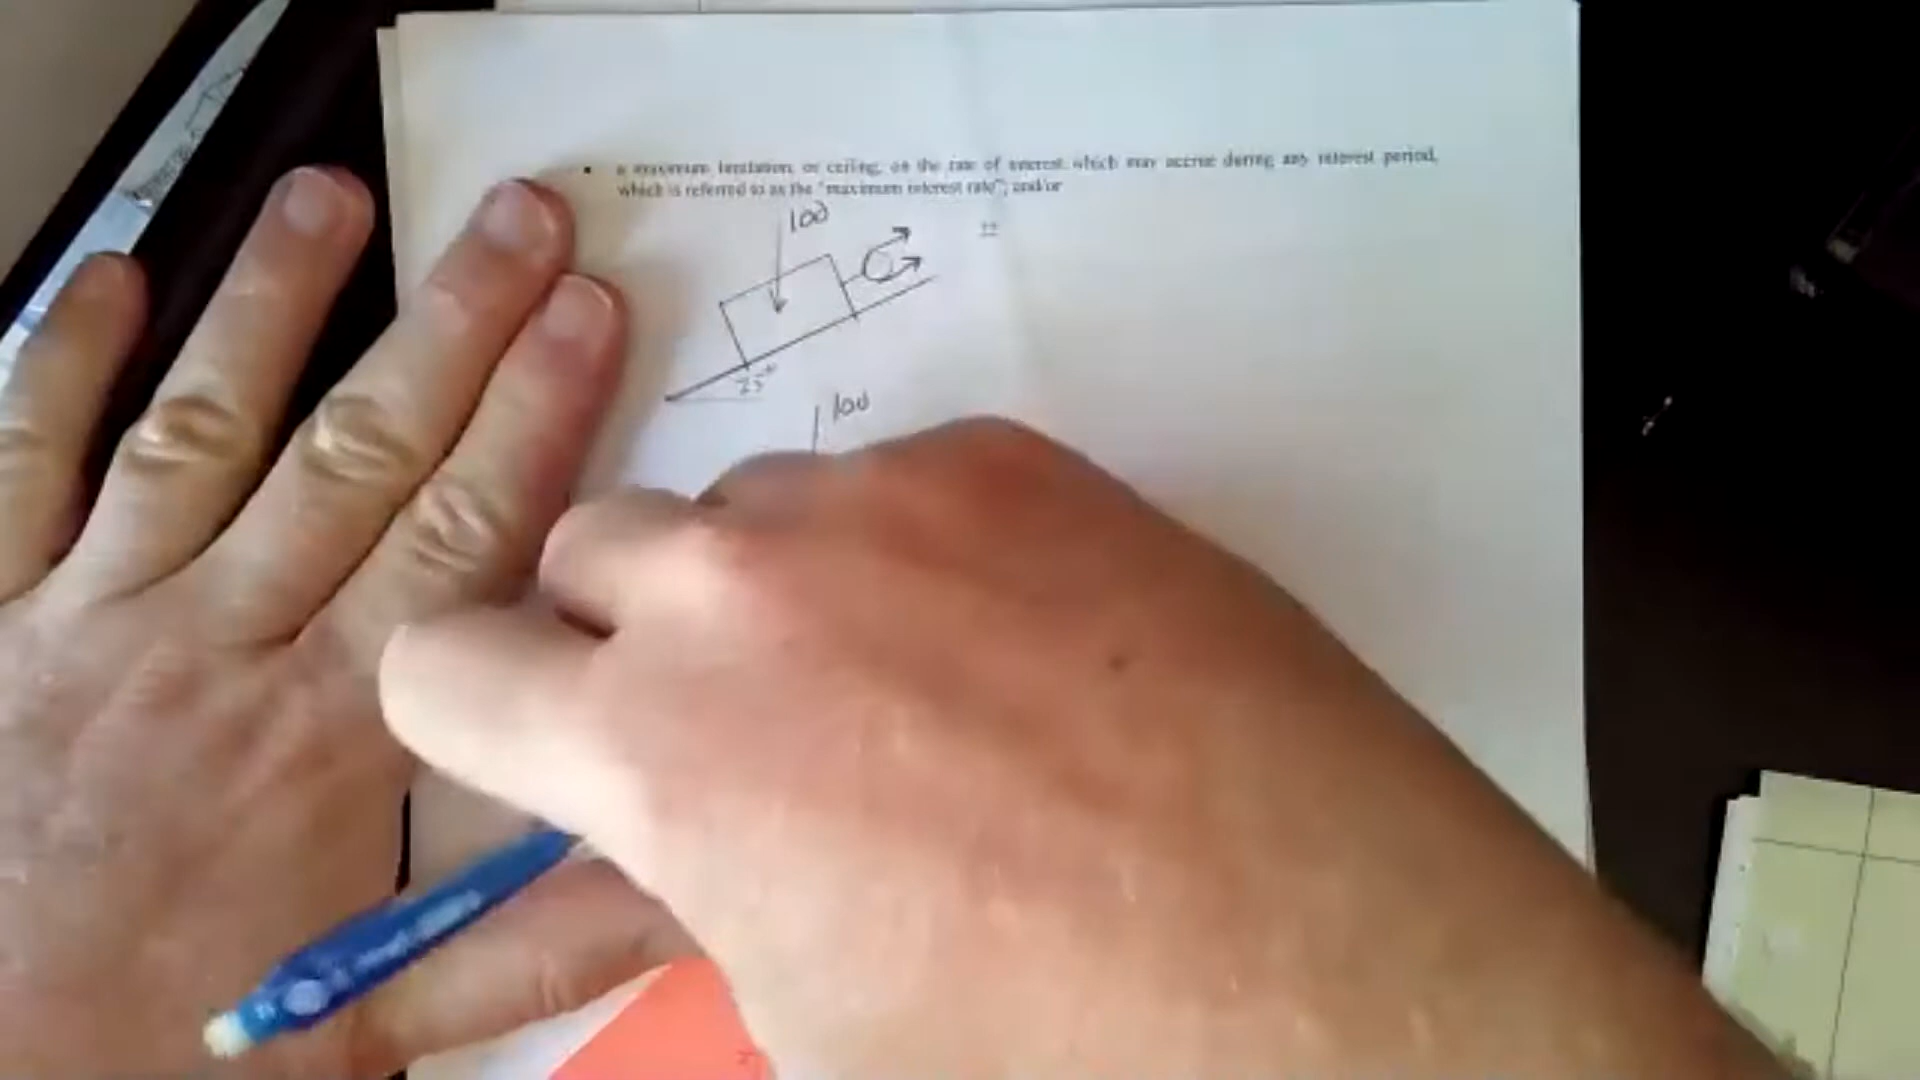 • a maximum limitation, or ceiling, on the rate of interest which may accrue during any interest period,
which is referred to as the "maximum interest rate"; and/or
100
25°
100